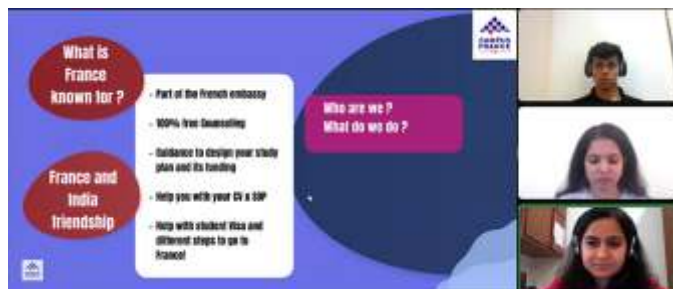 What is
France
known for ?
France and
India
friendship
- Part of the French embassy
- 100% free Counselling
- Guidance to design your study
plan and its funding
- Help you with your CV & SOP
- Help with student Visa and
different steps to go to
France!
Who are we ?
What do we do ?
CAMPUS
FRANCE